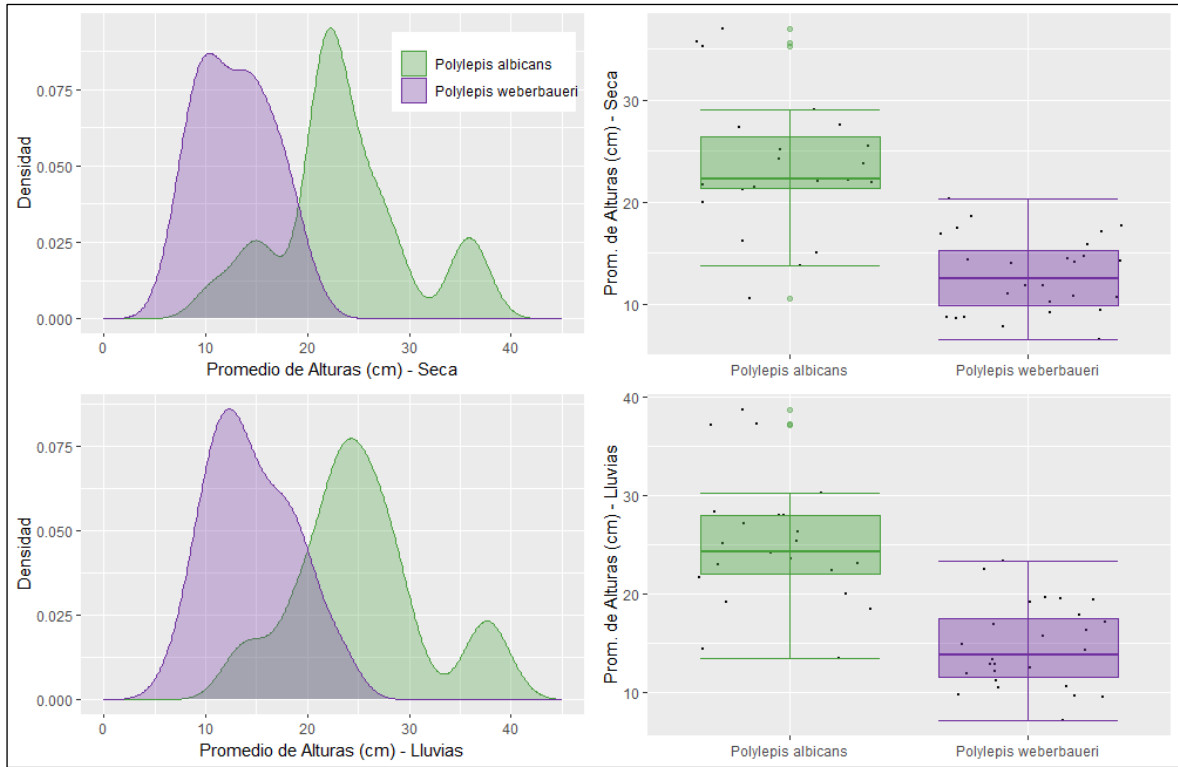 Densidad
0.075
0.050
0.025
0.000
Polylepis albicans
Polylepis weberbaueri
0
10
20
30
40
Promedio de Alturas (cm) - Seca
Prom. de Alturas (cm) - Seca
30
20
10
Polylepis albicans
Polylepis weberbaueri
Densidad
0.075
0.050
0.025
0.000
0
10
20
30
40
Promedio de Alturas (cm) - Lluvias
Prom. de Alturas (cm) - Lluvias
40
30
20
10
Polylepis albicans
Polylepis weberbaueri